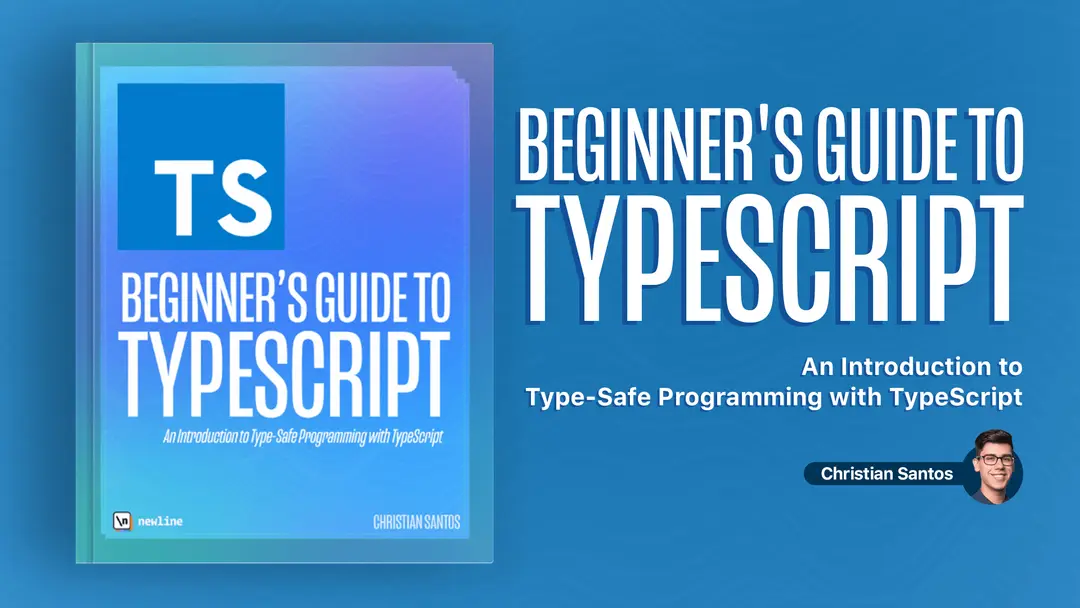 TS
BEGINNER’S GUIDE TO
TYPESCRIPT
An Introduction to Type-Safe Programming with TypeScript
\n newline
CHRISTIAN SANTOS
BEGINNER'S GUIDE TO
TYPESCRIPT
An Introduction to
Type-Safe Programming with TypeScript
Christian Santos